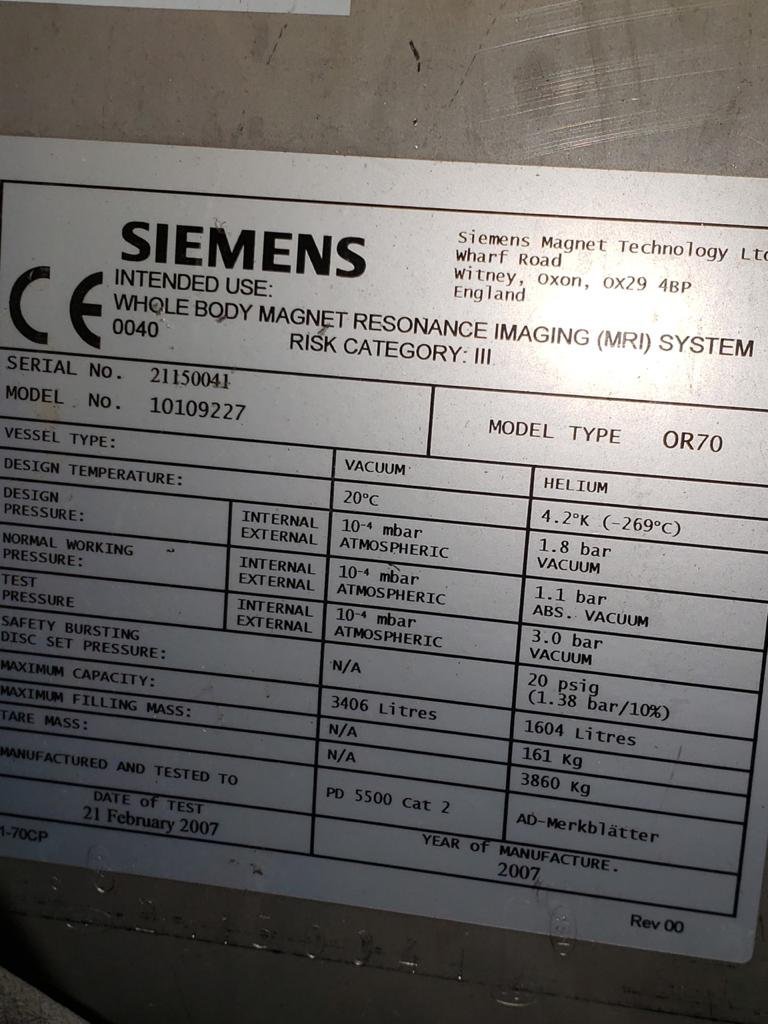 SIEMENS
Siemens Magnet Technology Ltd
Wharf Road
Witney, Oxon, OX29 4BP
England
CE
0040
INTENDED USE:
WHOLE BODY MAGNET RESONANCE IMAGING (MRI) SYSTEM
RISK CATEGORY: III
SERIAL No. 21150041
MODEL No. 10109227
MODEL TYPE OR70
VESSEL TYPE: VACUUM HELIUM
DESIGN TEMPERATURE: 20°C 4.2°K (-269°C)
DESIGN PRESSURE: INTERNAL 10-4 mbar 1.8 bar
EXTERNAL ATMOSPHERIC VACUUM
NORMAL WORKING PRESSURE: INTERNAL 10-4 mbar 1.1 bar
EXTERNAL ATMOSPHERIC ABS. VACUUM
TEST PRESSURE INTERNAL 10-4 mbar 3.0 bar
EXTERNAL ATMOSPHERIC VACUUM
SAFETY BURSTING DISC SET PRESSURE: N/A 20 psig (1.38 bar/10%)
MAXIMUM CAPACITY: 3406 Litres 1604 Litres
MAXIMUM FILLING MASS: N/A 161 Kg
TARE MASS: N/A 3860 Kg
MANUFACTURED AND TESTED TO PD 5500 Cat 2 AD-Merkblätter
DATE of TEST
21 February 2007
YEAR of MANUFACTURE.
2007
1-70CP
Rev 00